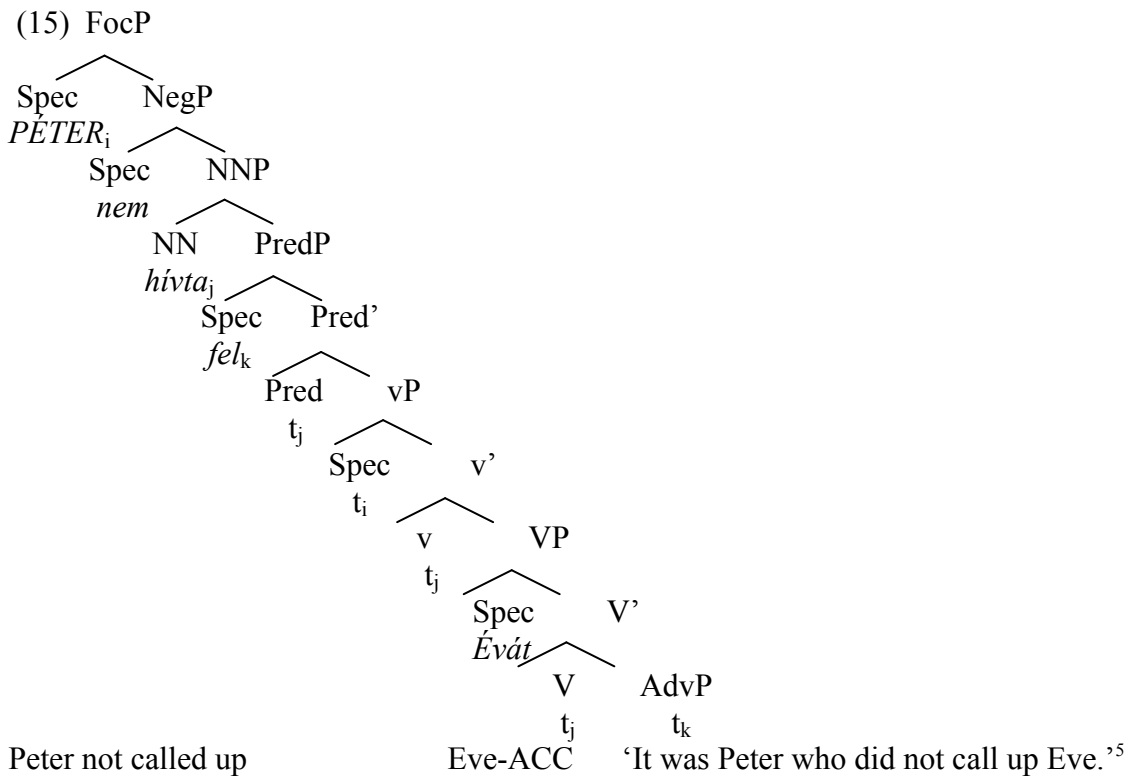 (15) FocP
Spec NegP
PÉTERi
Spec NNP
nem
NN PredP
hívtaj
Spec Pred’
felk
Pred vP
tj
Spec v’
ti
v VP
tj
Spec V’
Évát
V AdvP
tj tk
Peter not called up Eve-ACC ‘It was Peter who did not call up Eve.’5